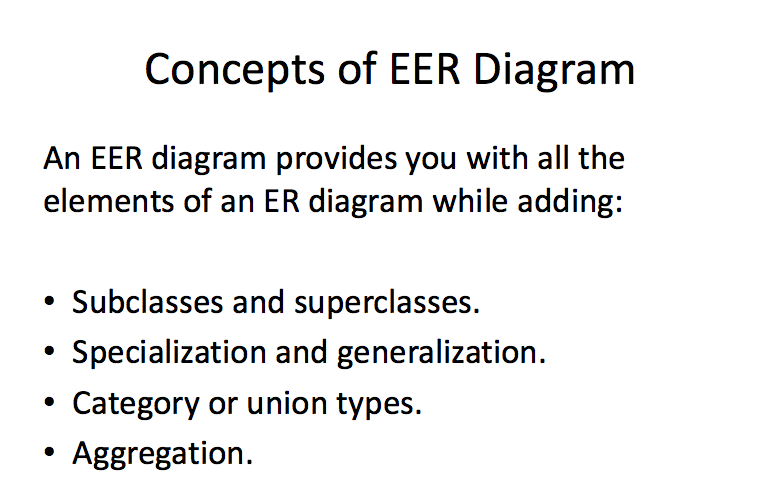 Concepts of EER Diagram
An EER diagram provides you with all the
elements of an ER diagram while adding:
• Subclasses and superclasses.
• Specialization and generalization.
• Category or union types.
• Aggregation.